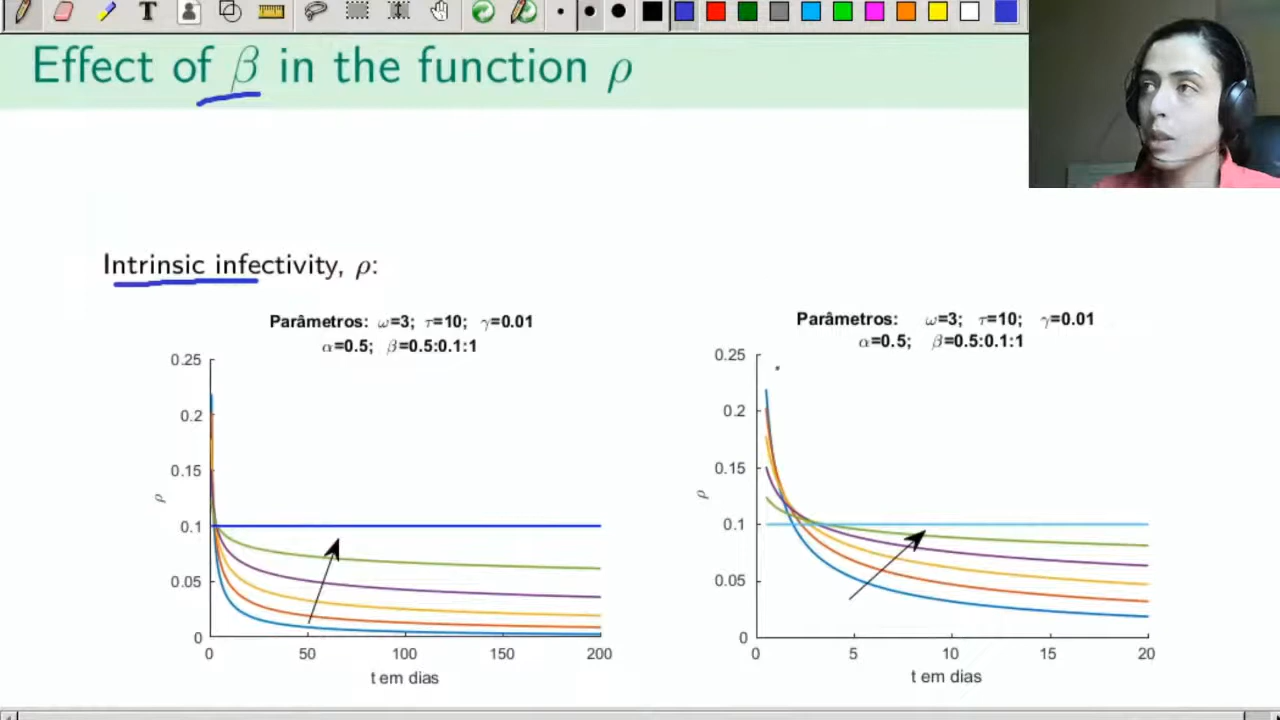 T
Effect of β in the function ρ
Intrinsic infectivity, ρ:
Parâmetros: ω=3; τ=10; γ=0.01
α=0.5; β=0.5:0.1:1
0.25
0.2
0.15
0.1
0.05
0
ρ
0 50 100 150 200
t em dias
Parâmetros: ω=3; τ=10; γ=0.01
α=0.5; β=0.5:0.1:1
0.25
0.2
0.15
0.1
0.05
0
ρ
0 5 10 15 20
t em dias